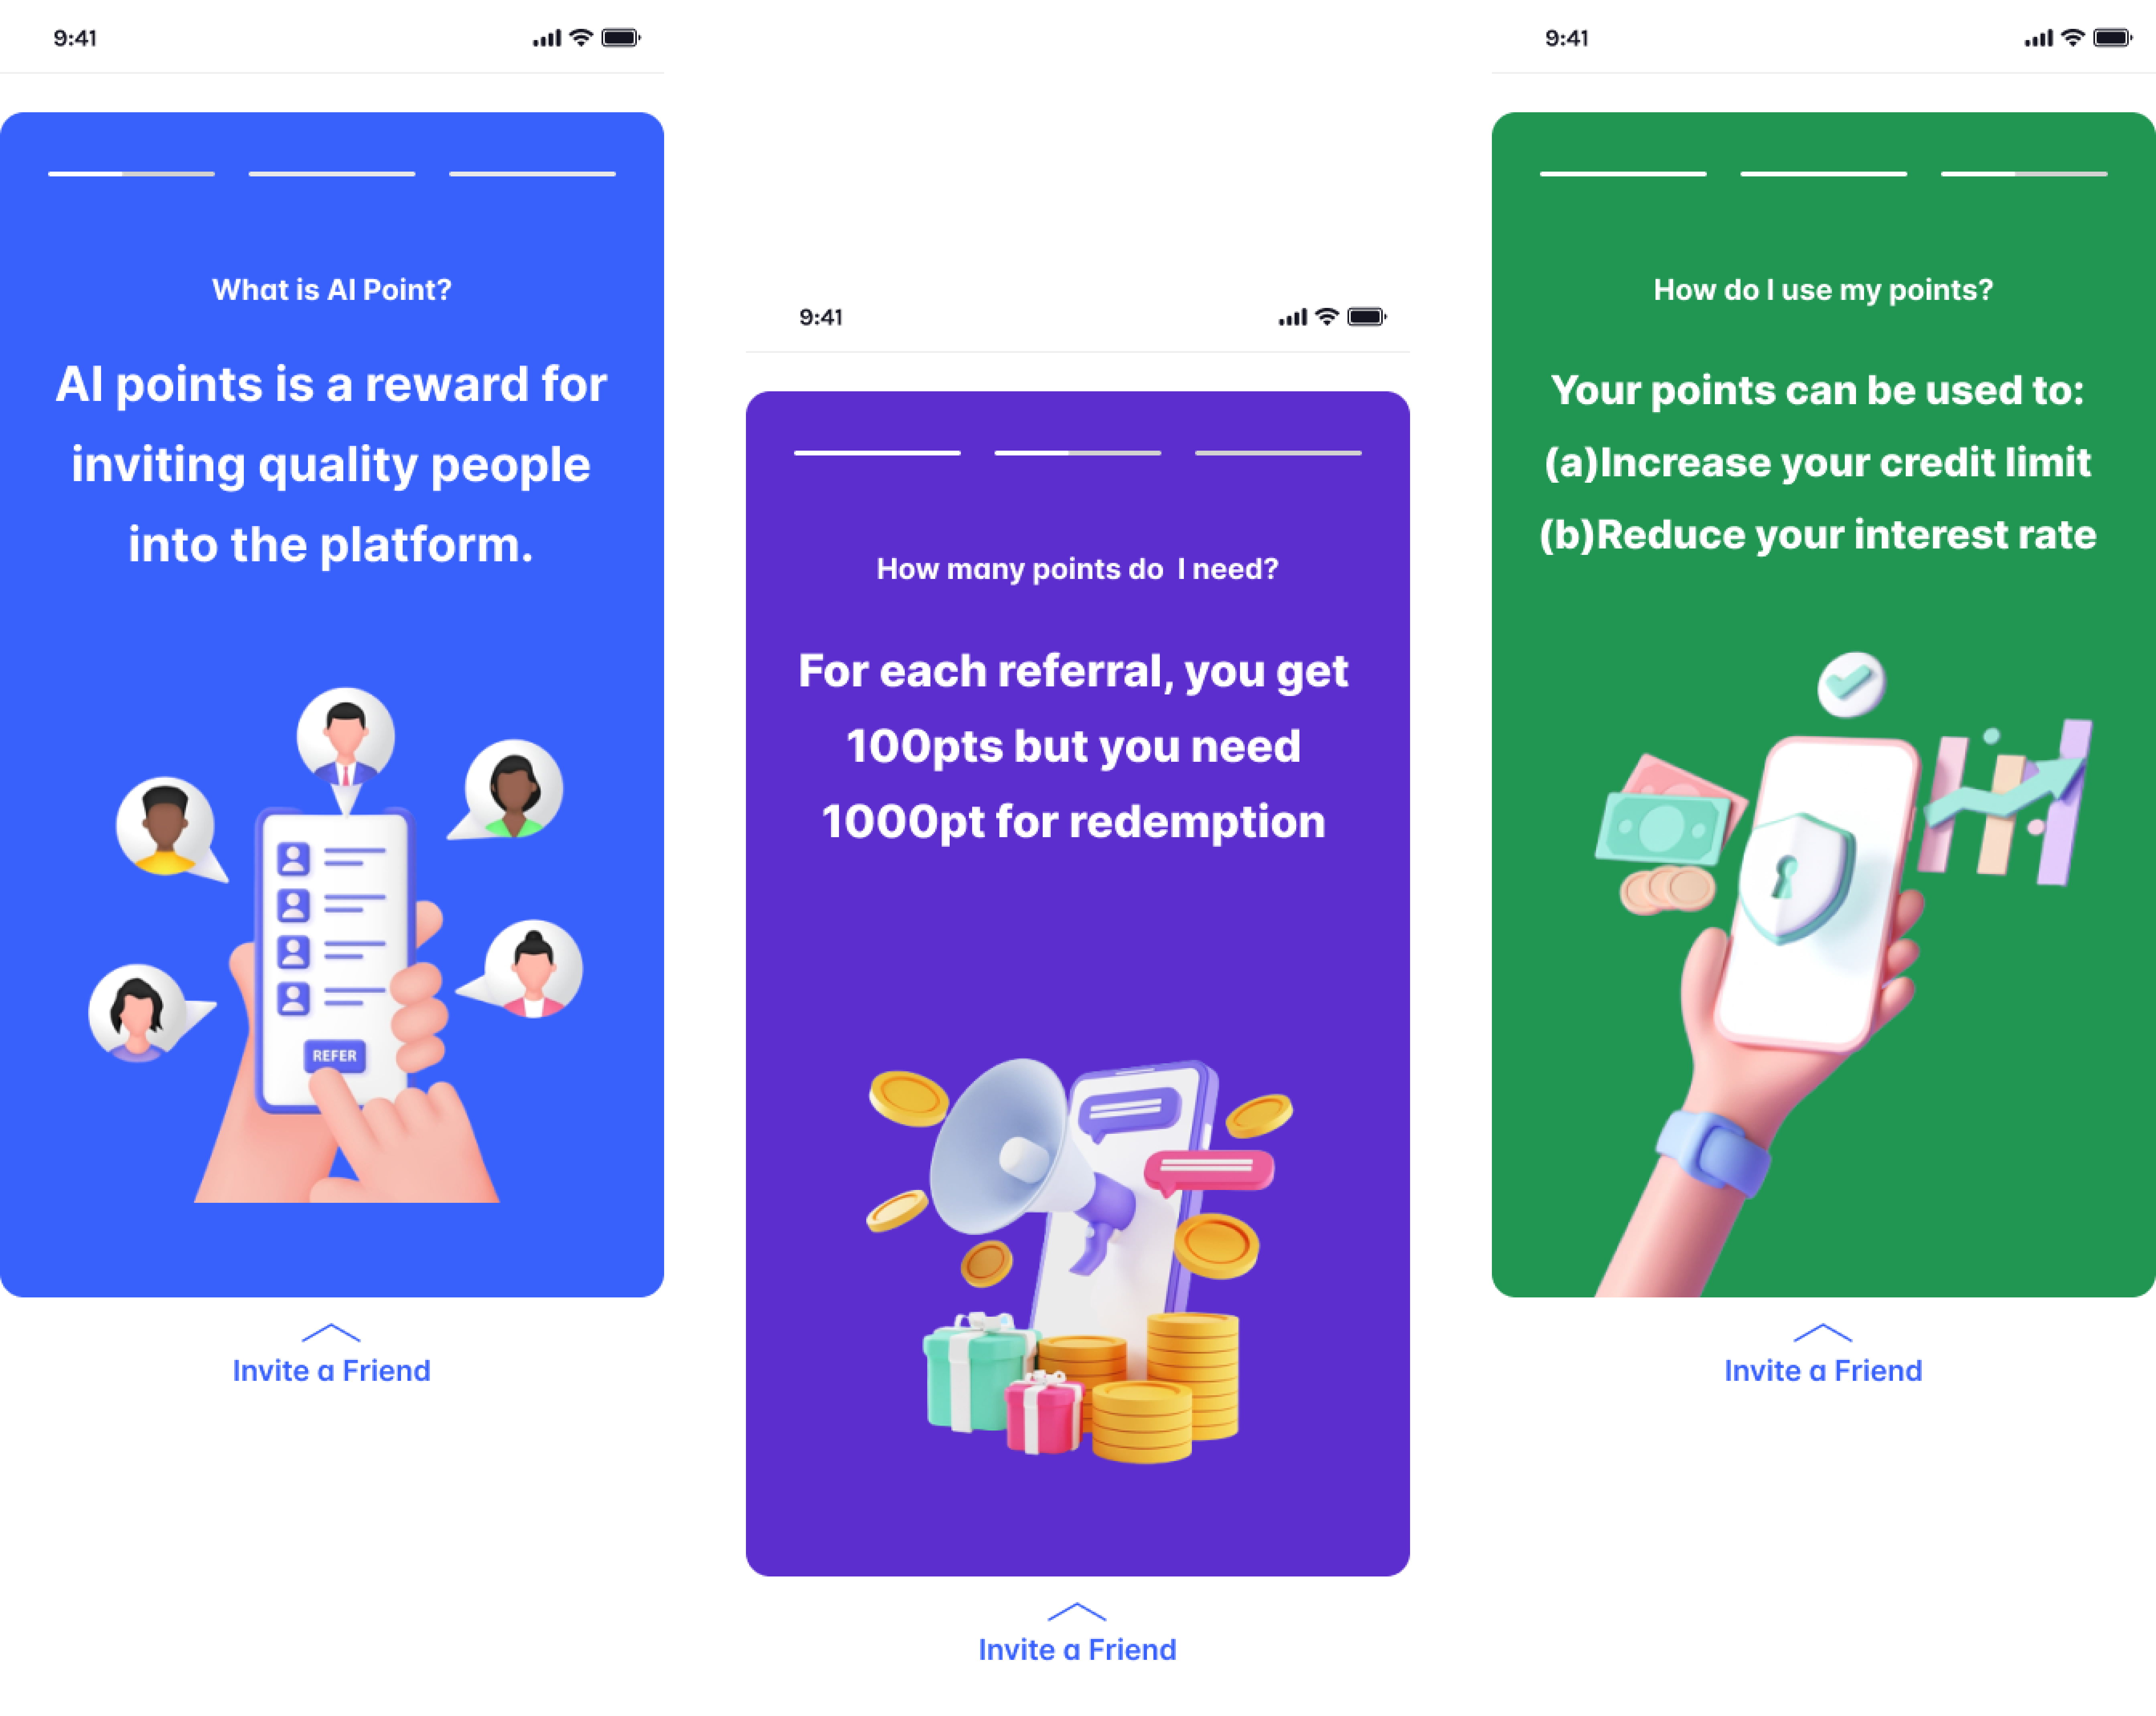 9:41
What is AI Point?
AI points is a reward for
inviting quality people
into the platform.
REFER
Invite a Friend
9:41
How many points do  I need?
For each referral, you get
100pts but you need
1000pt for redemption
Invite a Friend
9:41
How do I use my points?
Your points can be used to:
(a)Increase your credit limit
(b)Reduce your interest rate
Invite a Friend